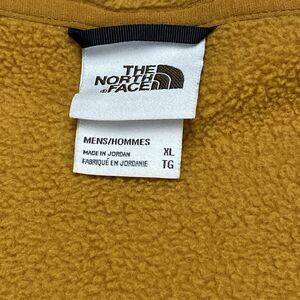 THE
NORTH
FACE
MENS/HOMMES
MADE IN JORDAN XL
FABRIQUÉ EN JORDANIE TG